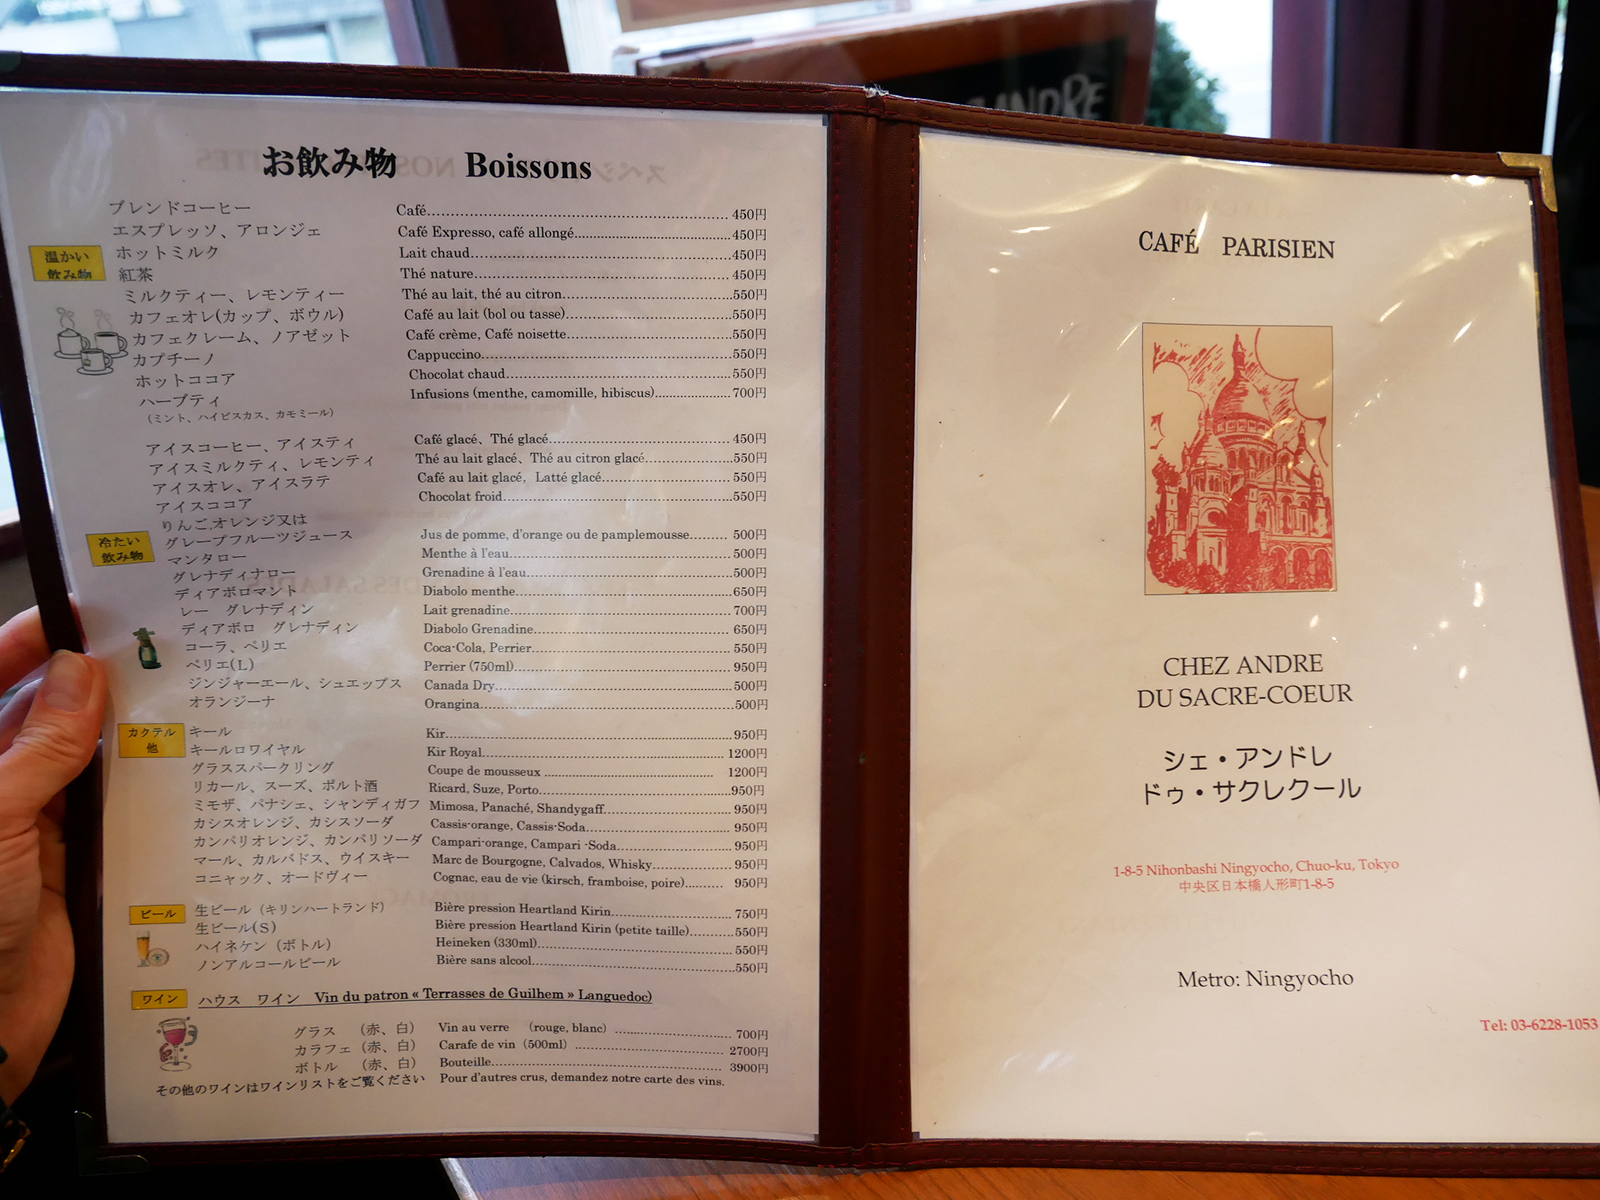 お飲み物 Boissons
ブレンドコーヒー Café 450円
エスプレッソ、アロンジェ Café Expresso, café allongé 450円
温かい
飲み物
ホットミルク Lait chaud 450円
紅茶 Thé nature 450円
ミルクティー、レモンティー Thé au lait, thé au citron 550円
カフェオレ(カップ、ボウル) Café au lait (bol ou tasse) 550円
カフェクレーム、ノアゼット Café crème, Café noisette 550円
カプチーノ Cappuccino 550円
ホットココア Chocolat chaud 550円
ハーブティ Infusions (menthe, camomille, hibiscus) 700円
(ミント、ハイビスカス、カモミール)
アイスコーヒー、アイスティ Café glacé、Thé glacé 450円
アイスミルクティ、レモンティ Thé au lait glacé、Thé au citron glacé 550円
アイスオレ、アイスラテ Café au lait glacé, Latté glacé 550円
アイスココア Chocolat froid 550円
りんご,オレンジ又は
冷たい
飲み物
グレープフルーツジュース Jus de pomme, d'orange ou de pamplemousse 500円
マンタロー Menthe à l'eau 500円
グレナディナロー Grenadine à l'eau 500円
ディアボロマント Diabolo menthe 650円
レー グレナディン Lait grenadine 700円
ディアボロ グレナディン Diabolo Grenadine 650円
コーラ、ペリエ Coca-Cola, Perrier 550円
ペリエ(L) Perrier (750ml) 950円
ジンジャーエール、シュエップス Canada Dry 500円
オランジーナ Orangina 500円
カクテル
他
キール Kir 950円
キールロワイヤル Kir Royal 1200円
グラススパークリング Coupe de mousseux 1200円
リカール、スーズ、ポルト酒 Ricard, Suze, Porto 950円
ミモザ、パナシェ、シャンディガフ Mimosa, Panaché, Shandygaff 950円
カシスオレンジ、カシスソーダ Cassis-orange, Cassis-Soda 950円
カンパリオレンジ、カンパリソーダ Campari-orange, Campari -Soda 950円
マール、カルバドス、ウイスキー Marc de Bourgogne, Calvados, Whisky 950円
コニャック、オードヴィー Cognac, eau de vie (kirsch, framboise, poire) 950円
ビール
生ビール (キリンハートランド) Bière pression Heartland Kirin 750円
生ビール(S) Bière pression Heartland Kirin (petite taille) 550円
ハイネケン (ボトル) Heineken (330ml) 550円
ノンアルコールビール Bière sans alcool 550円
ワイン ハウス ワイン Vin du patron « Terrasses de Guilhem » Languedoc)
グラス (赤、白) Vin au verre (rouge, blanc) 700円
カラフェ (赤、白) Carafe de vin (500ml) 2700円
ボトル (赤、白) Bouteille 3900円
その他のワインはワインリストをご覧ください Pour d'autres crus, demandez notre carte des vins.
CAFÉ PARISIEN
CHEZ ANDRE
DU SACRE-COEUR
シェ・アンドレ
ドゥ・サクレクール
1-8-5 Nihonbashi Ningyocho, Chuo-ku, Tokyo
中央区日本橋人形町1-8-5
Metro: Ningyocho
Tel: 03-6228-1053